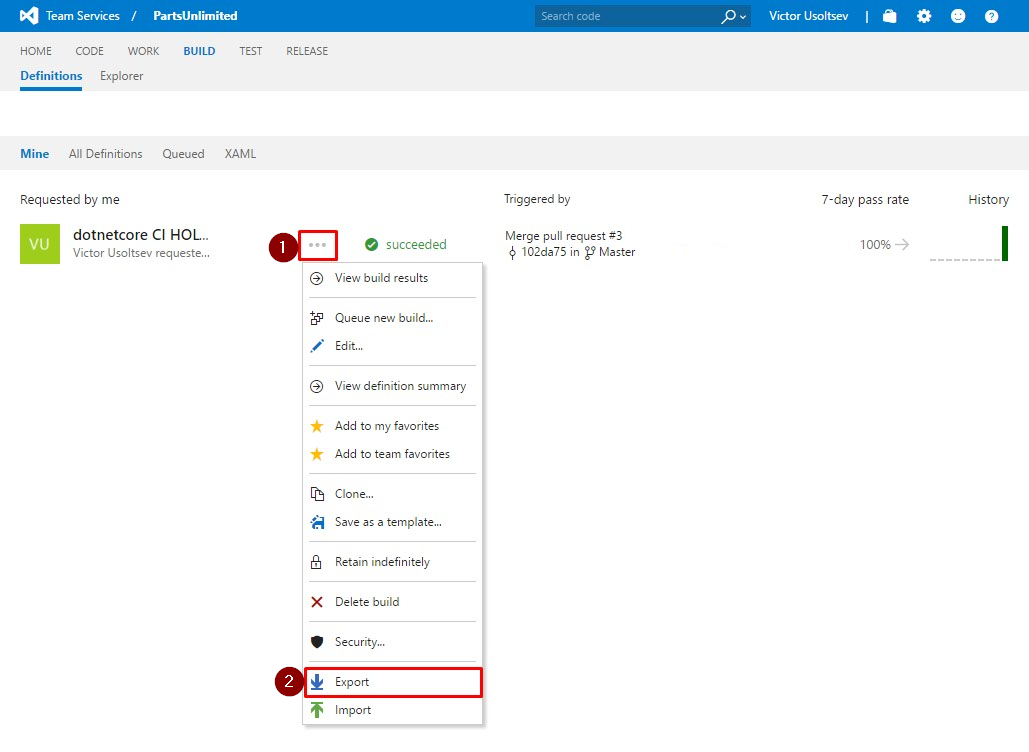 Team Services / PartsUnlimited Search code Victor Usoltsev |
HOME CODE WORK BUILD TEST RELEASE
Definitions Explorer
Mine All Definitions Queued XAML
Requested by me Triggered by 7-day pass rate History
VU dotnetcore CI HOL... 1 ... succeeded Merge pull request #3 100%
Victor Usoltsev requeste... 102da75 in Master
View build results
Queue new build...
Edit...
View definition summary
Add to my favorites
Add to team favorites
Clone...
Save as a template...
Retain indefinitely
Delete build
Security...
2 Export
Import